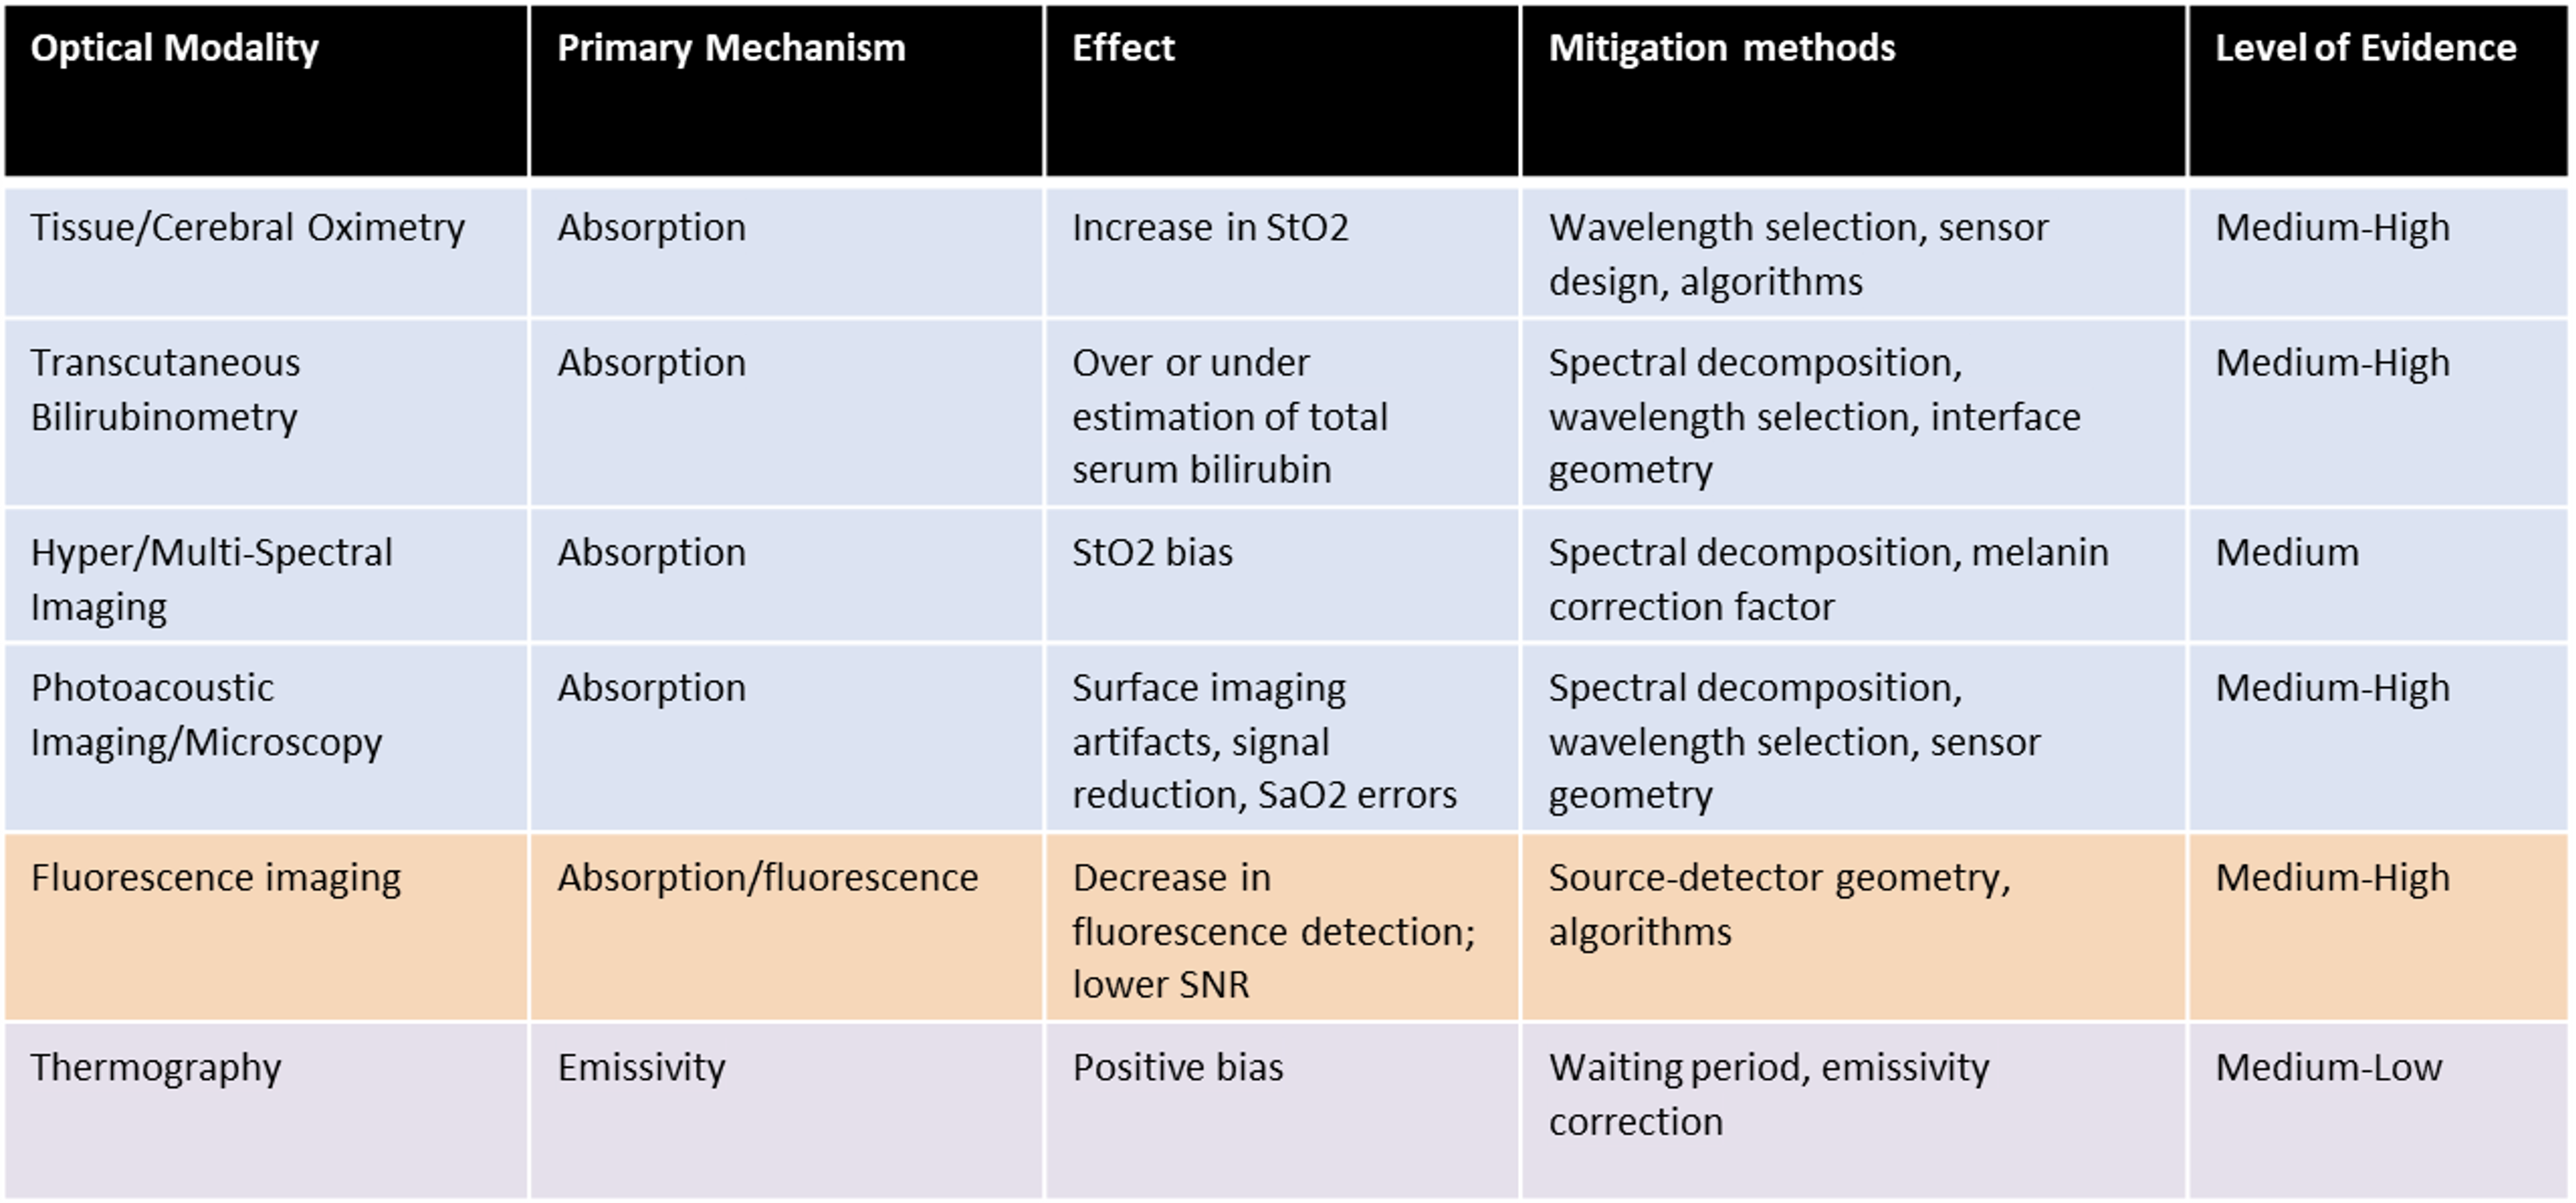 Optical Modality
Primary Mechanism
Effect
Mitigation methods
Level of Evidence
Tissue/Cerebral Oximetry
Absorption
Increase in StO2
Wavelength selection, sensor
design, algorithms
Medium-High
Transcutaneous
Bilirubinometry
Absorption
Over or under
estimation of total
serum bilirubin
Spectral decomposition,
wavelength selection, interface
geometry
Medium-High
Hyper/Multi-Spectral
Imaging
Absorption
StO2 bias
Spectral decomposition, melanin
correction factor
Medium
Photoacoustic
Imaging/Microscopy
Absorption
Surface imaging
artifacts, signal
reduction, SaO2 errors
Spectral decomposition,
wavelength selection, sensor
geometry
Medium-High
Fluorescence imaging
Absorption/fluorescence
Decrease in
fluorescence detection;
lower SNR
Source-detector geometry,
algorithms
Medium-High
Thermography
Emissivity
Positive bias
Waiting period, emissivity
correction
Medium-Low